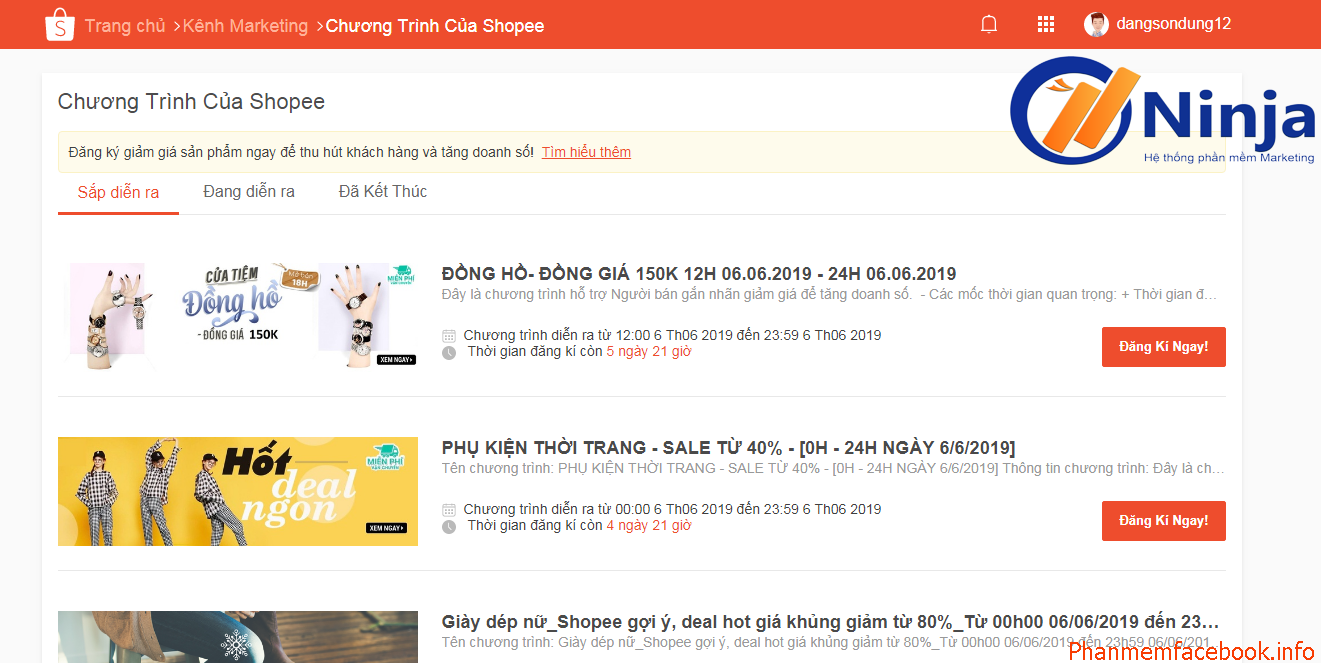 S Trang chủ >Kênh Marketing >Chương Trình Của Shopee
dangsondung12
Chương Trình Của Shopee
Ninja
Hệ thống phần mềm Marketing
Đăng ký giảm giá sản phẩm ngay để thu hút khách hàng và tăng doanh số! Tìm hiểu thêm
Sắp diễn ra Đang diễn ra Đã Kết Thúc
CỬA TIỆM
Đồng hồ
- ĐỒNG GIÁ 150K
Mở bán
18H
MIỄN PHÍ
VẬN CHUYỂN
XEM NGAY
ĐỒNG HỒ- ĐỒNG GIÁ 150K 12H 06.06.2019 - 24H 06.06.2019
Đây là chương trình hỗ trợ Người bán gắn nhãn giảm giá để tăng doanh số. - Các mốc thời gian quan trọng: + Thời gian đ...
Chương trình diễn ra từ 12:00 6 Th06 2019 đến 23:59 6 Th06 2019
Thời gian đăng kí còn 5 ngày 21 giờ
Đăng Kí Ngay!
Hốt
deal
ngon
MIỄN PHÍ
VẬN CHUYỂN
XEM NGAY
PHỤ KIỆN THỜI TRANG - SALE TỪ 40% - [0H - 24H NGÀY 6/6/2019]
Tên chương trình: PHỤ KIỆN THỜI TRANG - SALE TỪ 40% - [0H - 24H NGÀY 6/6/2019] Thông tin chương trình: Đây là ch...
Chương trình diễn ra từ 00:00 6 Th06 2019 đến 23:59 6 Th06 2019
Thời gian đăng kí còn 4 ngày 21 giờ
Đăng Kí Ngay!
Giày dép nữ_Shopee gợi ý, deal hot giá khủng giảm từ 80%_Từ 00h00 06/06/2019 đến 23...
Tên chương trình: Giày dép nữ_Shopee gợi ý, deal hot giá khủng giảm từ 80%_Từ 00h00 06/06/2019 đến 23h59 06/06/201...
Phanmemfacebook.info